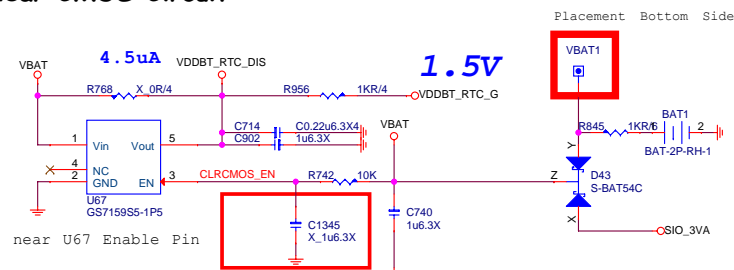 Placement Bottom Side
4.5uA
1.5V
VBAT
VDDBT_RTC_DIS
VBAT1
R768
X_0R/4
R956
1KR/4
VDDBT_RTC_G
C714
C0.22u6.3X4
C902
1u6.3X
VBAT
R845
1KR/6
BAT1
1
2
BAT-2P-RH-1
1
Vin
Vout
5
4
NC
2
GND
EN
3
CLRCMOS_EN
R742
10K
Y
Z
X
D43
S-BAT54C
U67
GS7159S5-1P5
near U67 Enable Pin
C1345
X_1u6.3X
C740
1u6.3X
SIO_3VA